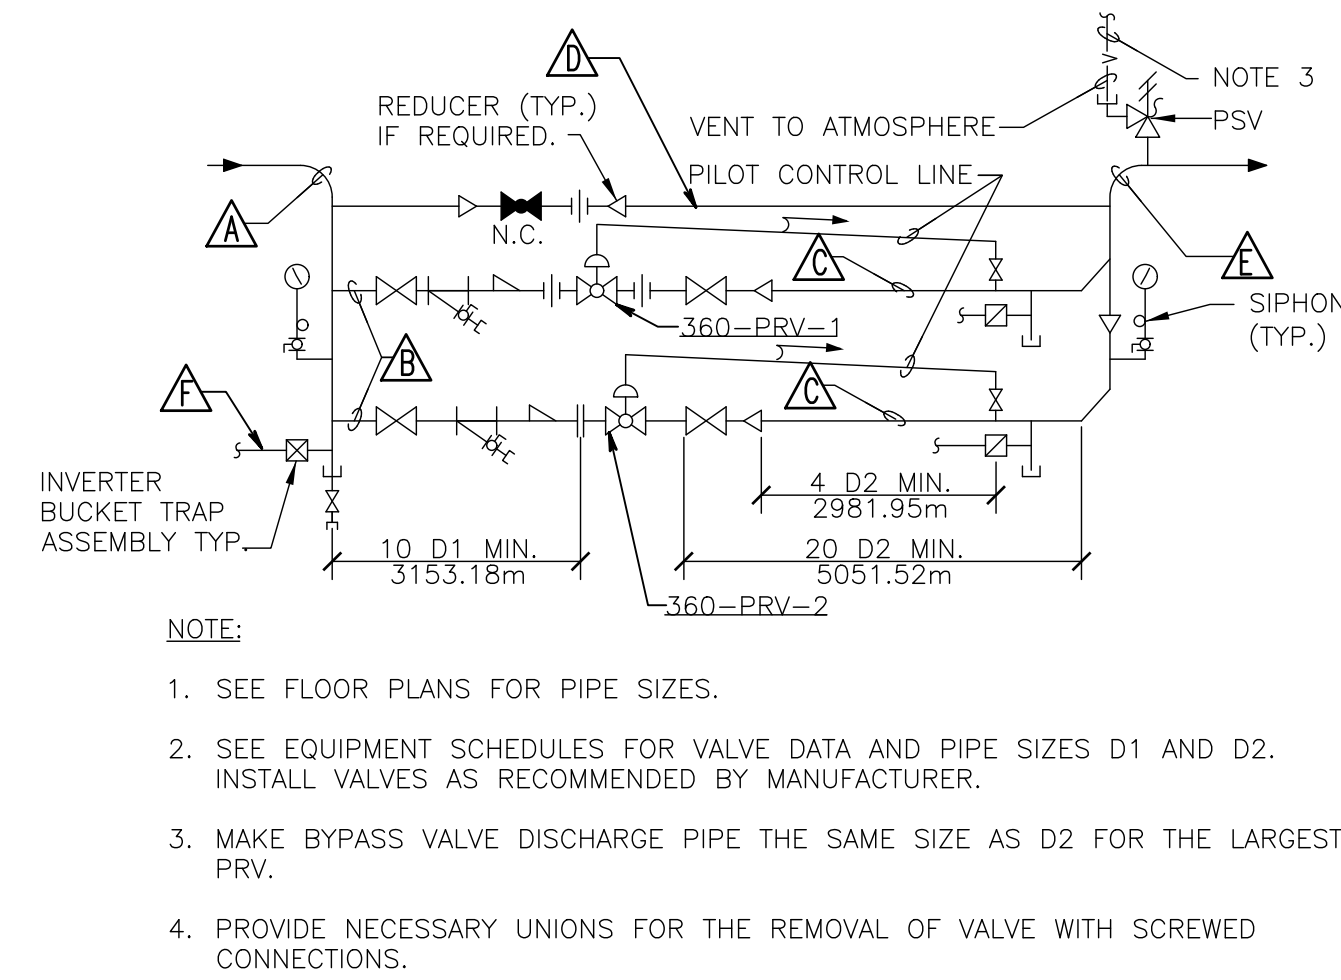 D
NOTE 3
REDUCER (TYP.)
IF REQUIRED.
VENT TO ATMOSPHERE
PSV
PILOT CONTROL LINE
A
N.C.
C
E
360-PRV-1
SIPHON
(TYP.)
B
F
C
INVERTER
BUCKET TRAP
ASSEMBLY TYP.
4 D2 MIN.
2981.95m
10 D1 MIN.
3153.18m
20 D2 MIN.
5051.52m
360-PRV-2
NOTE:
1. SEE FLOOR PLANS FOR PIPE SIZES.
2. SEE EQUIPMENT SCHEDULES FOR VALVE DATA AND PIPE SIZES D1 AND D2.
INSTALL VALVES AS RECOMMENDED BY MANUFACTURER.
3. MAKE BYPASS VALVE DISCHARGE PIPE THE SAME SIZE AS D2 FOR THE LARGEST
PRV.
4. PROVIDE NECESSARY UNIONS FOR THE REMOVAL OF VALVE WITH SCREWED
CONNECTIONS.